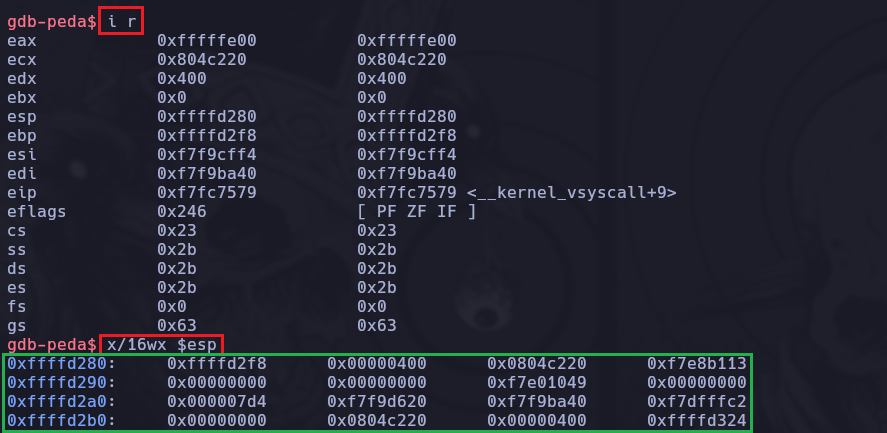 gdb-peda$ i r
eax 0xfffffe00 0xfffffe00
ecx 0x804c220 0x804c220
edx 0x400 0x400
ebx 0x0 0x0
esp 0xffffd280 0xffffd280
ebp 0xffffd2f8 0xffffd2f8
esi 0xf7f9cff4 0xf7f9cff4
edi 0xf7f9ba40 0xf7f9ba40
eip 0xf7fc7579 0xf7fc7579 <__kernel_vsyscall+9>
eflags 0x246 [ PF ZF IF ]
cs 0x23 0x23
ss 0x2b 0x2b
ds 0x2b 0x2b
es 0x2b 0x2b
fs 0x0 0x0
gs 0x63 0x63
gdb-peda$ x/16wx $esp
0xffffd280: 0xffffd2f8 0x00000400 0x0804c220 0xf7e8b113
0xffffd290: 0x00000000 0x00000000 0xf7e01049 0x00000000
0xffffd2a0: 0x000007d4 0xf7f9d620 0xf7f9ba40 0xf7dfffc2
0xffffd2b0: 0x00000000 0x0804c220 0x00000400 0xffffd324